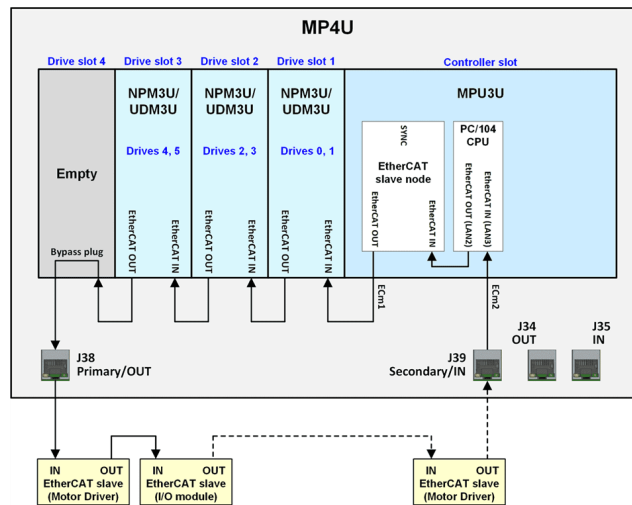 MP4U
Drive slot 4
Drive slot 3
Drive slot 2
Drive slot 1
Controller slot
Empty
Bypass plug
NPM3U/
UDM3U
Drives 4, 5
EtherCAT OUT
EtherCAT IN
NPM3U/
UDM3U
Drives 2, 3
EtherCAT OUT
EtherCAT IN
NPM3U/
UDM3U
Drives 0, 1
EtherCAT OUT
EtherCAT IN
MPU3U
SYNC
EtherCAT
slave node
EtherCAT OUT
EtherCAT IN
PC/104
CPU
EtherCAT OUT (LAN2)
EtherCAT IN (LAN3)
ECm1
ECm2
J38
Primary/OUT
J39
Secondary/IN
J34
OUT
J35
IN
IN OUT
EtherCAT slave
(Motor Driver)
IN OUT
EtherCAT slave
(I/O module)
IN OUT
EtherCAT slave
(Motor Driver)